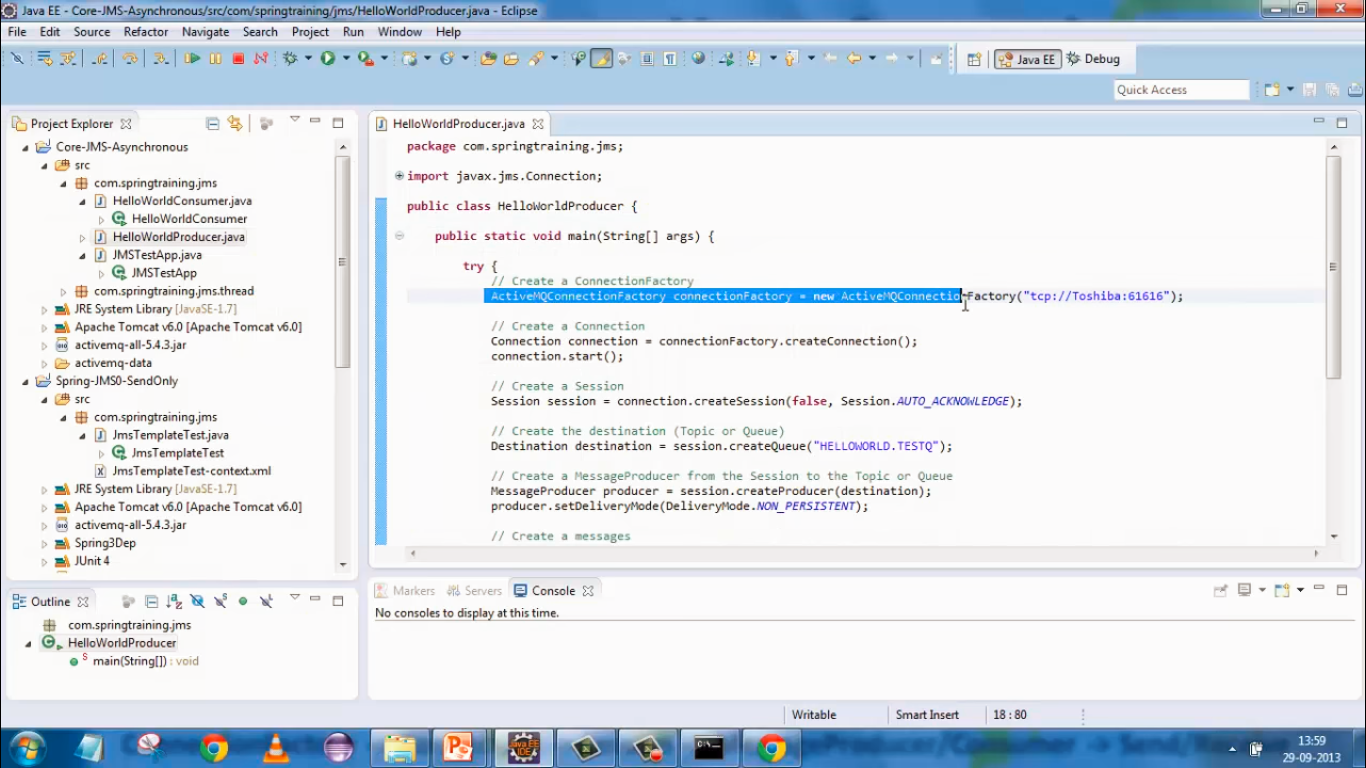 Java EE - Core-JMS-Asynchronous/src/com/springtraining/jms/HelloWorldProducer.java - Eclipse
File Edit Source Refactor Navigate Search Project Run Window Help
Java EE Debug
Quick Access
Project Explorer
Core-JMS-Asynchronous
src
com.springtraining.jms
HelloWorldConsumer.java
HelloWorldConsumer
HelloWorldProducer.java
JMSTestApp.java
JMSTestApp
com.springtraining.jms.thread
JRE System Library [JavaSE-1.7]
Apache Tomcat v6.0 [Apache Tomcat v6.0]
activemq-all-5.4.3.jar
activemq-data
Spring-JMS0-SendOnly
src
com.springtraining.jms
JmsTemplateTest.java
JmsTemplateTest
JmsTemplateTest-context.xml
JRE System Library [JavaSE-1.7]
Apache Tomcat v6.0 [Apache Tomcat v6.0]
activemq-all-5.4.3.jar
Spring3Dep
JUnit 4
HelloWorldProducer.java
package com.springtraining.jms;
import javax.jms.Connection;
public class HelloWorldProducer {
public static void main(String[] args) {
try {
// Create a ConnectionFactory
ActiveMQConnectionFactory connectionFactory = new ActiveMQConnectionFactory("tcp://Toshiba:61616");
// Create a Connection
Connection connection = connectionFactory.createConnection();
connection.start();
// Create a Session
Session session = connection.createSession(false, Session.AUTO_ACKNOWLEDGE);
// Create the destination (Topic or Queue)
Destination destination = session.createQueue("HELLOWORLD.TESTQ");
// Create a MessageProducer from the Session to the Topic or Queue
MessageProducer producer = session.createProducer(destination);
producer.setDeliveryMode(DeliveryMode.NON_PERSISTENT);
// Create a messages
Outline
com.springtraining.jms
HelloWorldProducer
main(String[]) : void
Markers Servers Console
No consoles to display at this time.
Writable Smart Insert 18 : 80
13:59
29-09-2013